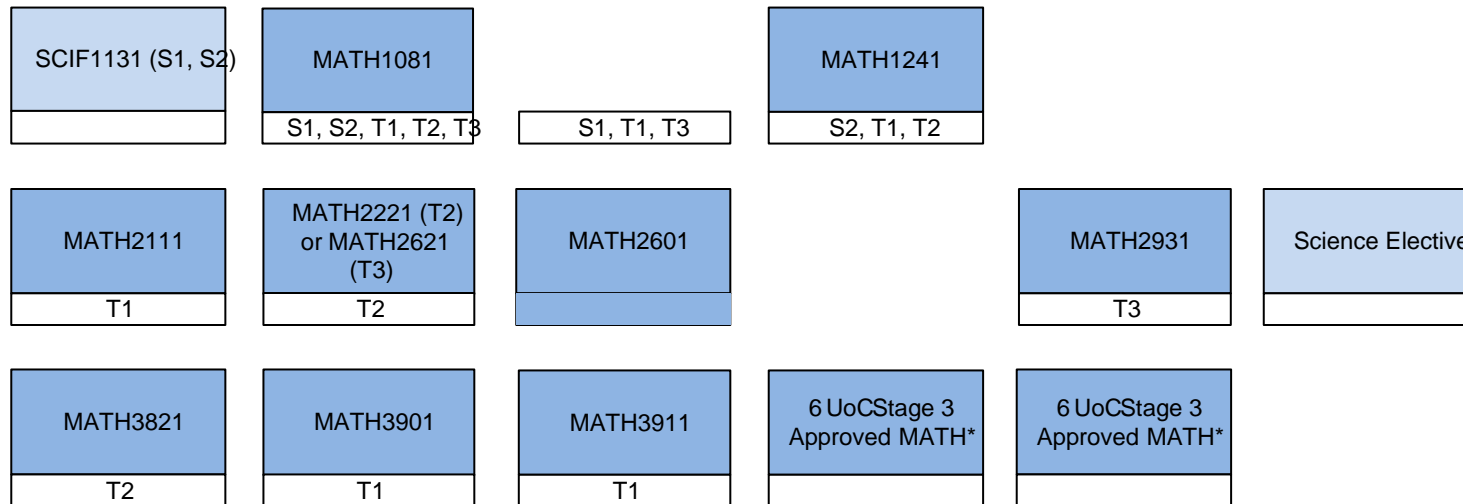 SCIF1131 (S1, S2)
MATH1081
MATH1241
S1, S2, T1, T2, T3
S1, T1, T3
S2, T1, T2
MATH2111
MATH2221 (T2)
or MATH2621
(T3)
MATH2601
MATH2931
Science Elective
T1
T2
T3
MATH3821
MATH3901
MATH3911
6 UoCStage 3
Approved MATH*
6 UoCStage 3
Approved MATH*
T2
T1
T1